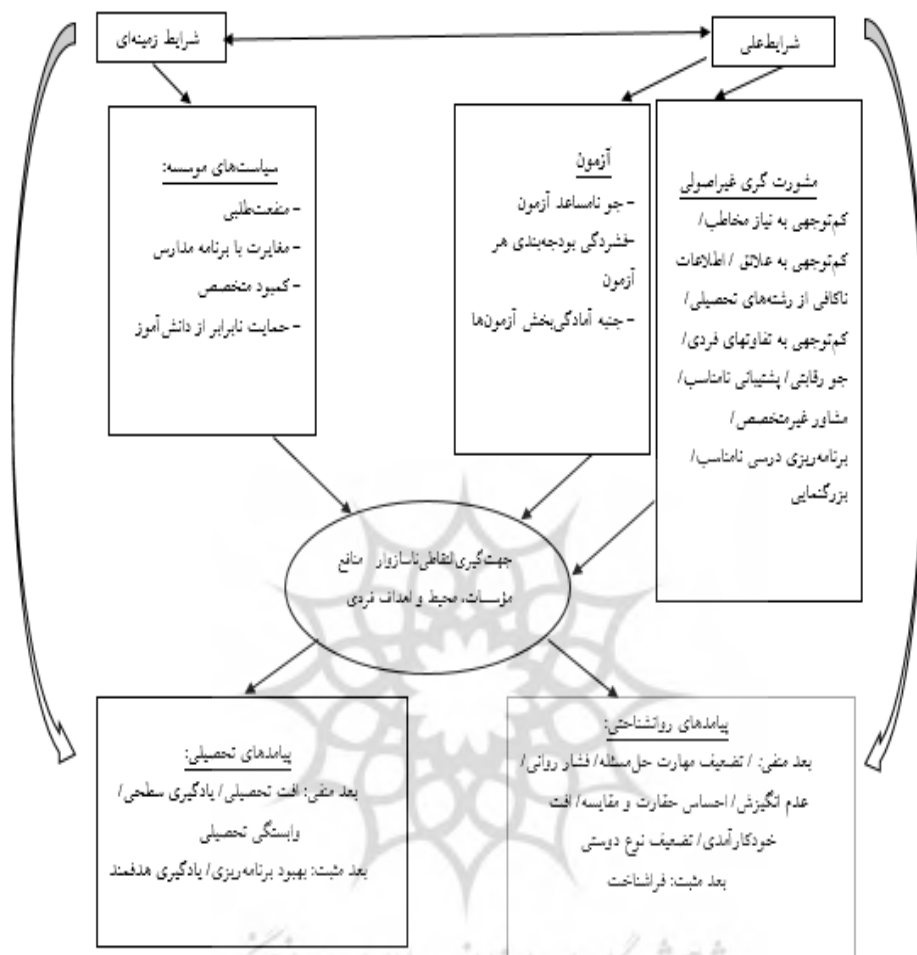 شرایط‌علی
شرایط زمینه‌ای
مشورت گری غیراصولی
کم‌توجهی به نیاز مخاطب/
کم‌توجهی به علائق / اطلاعات
ناکافی از رشته‌های تحصیلی/
کم‌توجهی به تفاوتهای فردی/
جو رقابتی/ پشتیبانی نامناسب/
مشاور غیرمتخصص/
برنامه‌ریزی درسی نامناسب/
بزرگنمایی
آزمون
- جو نامساعد آزمون
-فشردگی بودجه‌بندی هر
آزمون
- جنبه آمادگی‌بخش آزمون‌ها
سیاست‌های موسسه:
- منفعت‌طلبی
- مغایرت با برنامه مدارس
- کمبود متخصص
- حمایت نابرابر از دانش‌آموز
جهت‌گیری‌التقاطی‌ناسازوار منافع
مؤسسات، محیط و اهداف فردی
پیامدهای روانشناختی:
بعد منفی: / تضعیف مهارت حل‌مسئله/ فشار روانی/
عدم انگیزش/ احساس حقارت و مقایسه/ افت
خودکارآمدی/ تضعیف نوع دوستی
بعد مثبت: فراشناخت
پیامدهای تحصیلی:
بعد منفی: افت تحصیلی/ یادگیری سطحی/
وابستگی تحصیلی
بعد مثبت: بهبود برنامه‌ریزی/ یادگیری هدفمند